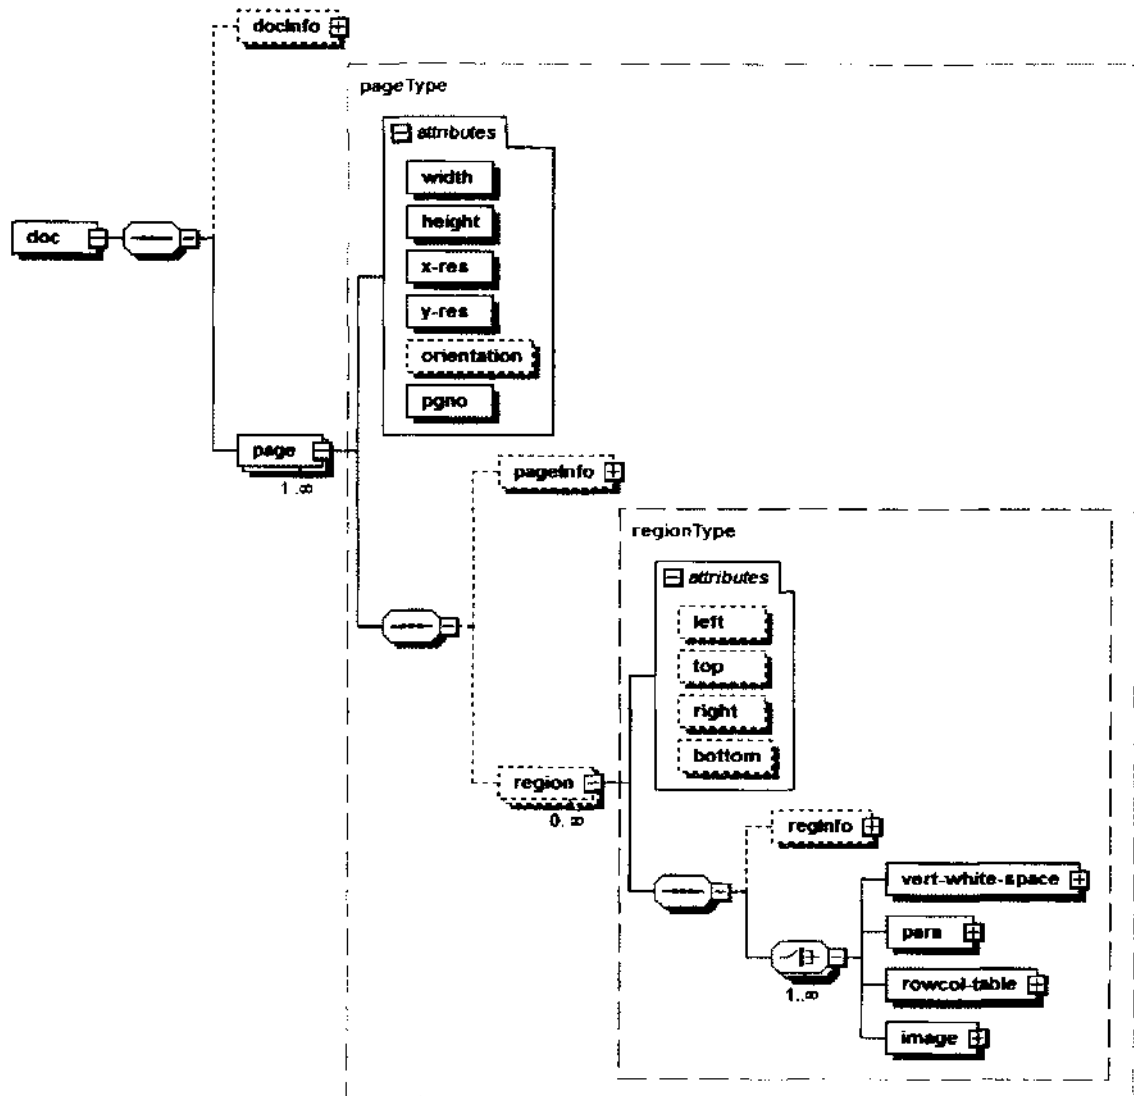 docInfo
pageType
attributes
width
height
doc
x-res
y-res
orientation
pgno
page
1..∞
pageInfo
regionType
attributes
left
top
right
bottom
region
0..∞
regInfo
vert-white-space
para
rowcol-table
1..∞
image